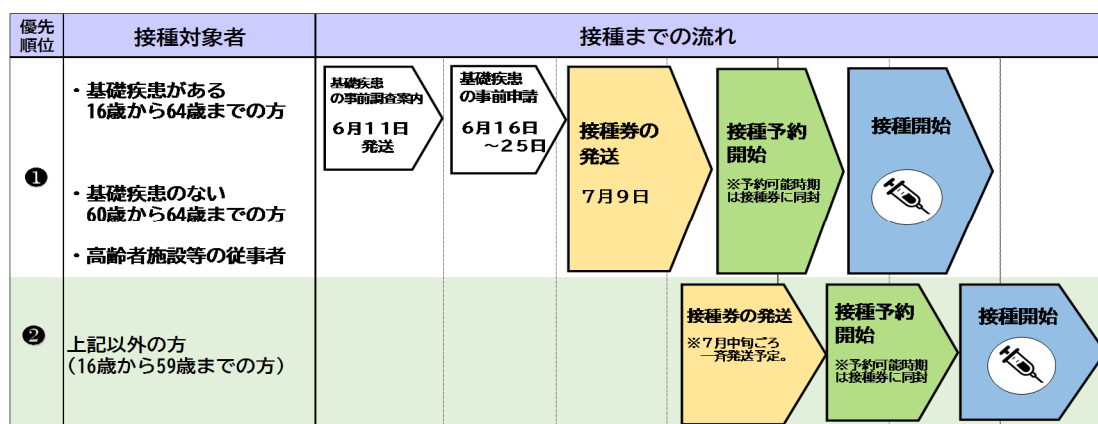 優先
順位
接種対象者
接種までの流れ
❶
・基礎疾患がある
16歳から64歳までの方
・基礎疾患のない
60歳から64歳までの方
・高齢者施設等の従事者
基礎疾患
の事前調査案内
6月11日
発送
基礎疾患
の事前申請
6月16日
～25日
接種券の
発送
7月9日
接種予約
開始
※予約可能時期
は接種券に同封
接種開始
❷
上記以外の方
(16歳から59歳までの方)
接種券の発送
※7月中旬ごろ
一斉発送予定。
接種予約
開始
※予約可能時期
は接種券に同封
接種開始